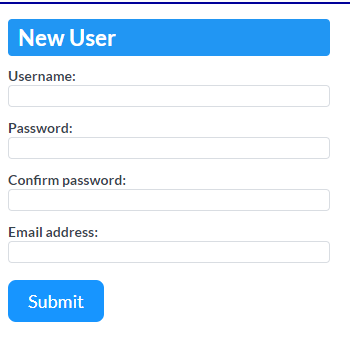 New User
Username:
Password:
Confirm password:
Email address:
Submit